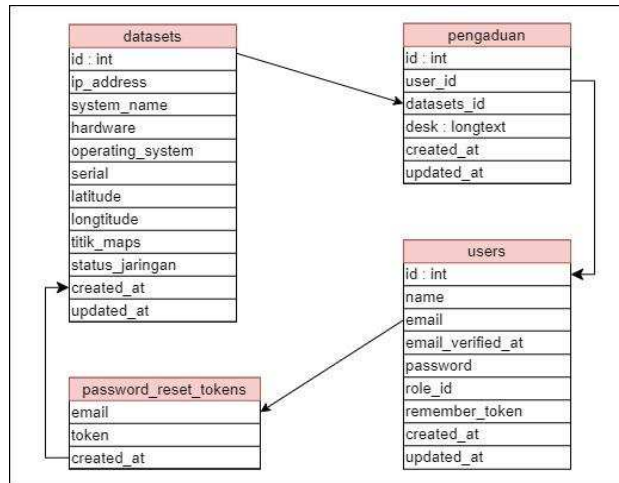 datasets
id : int
ip_address
system_name
hardware
operating_system
serial
latitude
longtitude
titik_maps
status_jaringan
created_at
updated_at
pengaduan
id : int
user_id
datasets_id
desk : longtext
created_at
updated_at
users
id : int
name
email
email_verified_at
password
role_id
remember_token
created_at
updated_at
password_reset_tokens
email
token
created_at